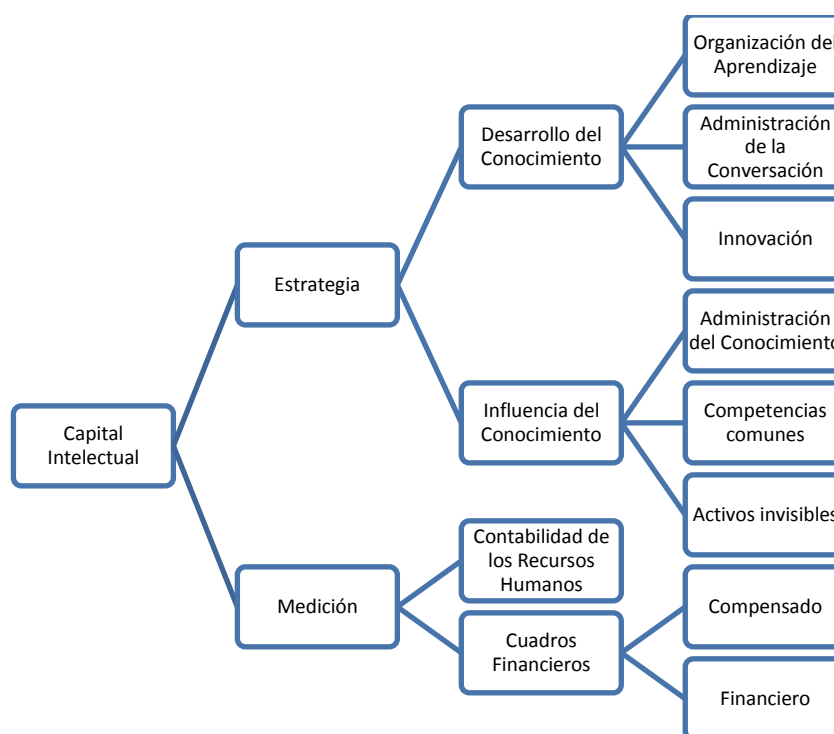 Capital
Intelectual
Estrategia
Desarrollo del
Conocimiento
Organización del
Aprendizaje
Administración
de la
Conversación
Innovación
Influencia del
Conocimiento
Administración
del Conocimiento
Competencias
comunes
Activos invisibles
Medición
Contabilidad de
los Recursos
Humanos
Cuadros
Financieros
Compensado
Financiero